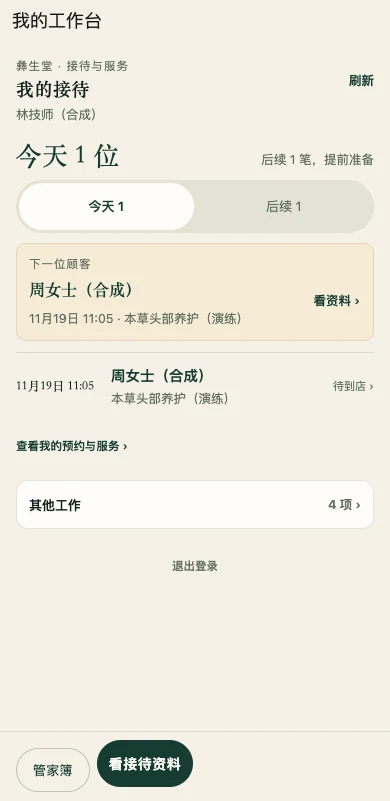 我的工作台
彝生堂 · 接待与服务
我的接待
刷新
林技师（合成）
今天 1 位
后续 1 笔，提前准备
今天 1
后续 1
下一位顾客
周女士（合成）
看资料 ›
11月19日 11:05 · 本草头部养护（演练）
11月19日 11:05
周女士（合成）
本草头部养护（演练）
待到店 ›
查看我的预约与服务 ›
其他工作
4 项 ›
退出登录
管家簿
看接待资料